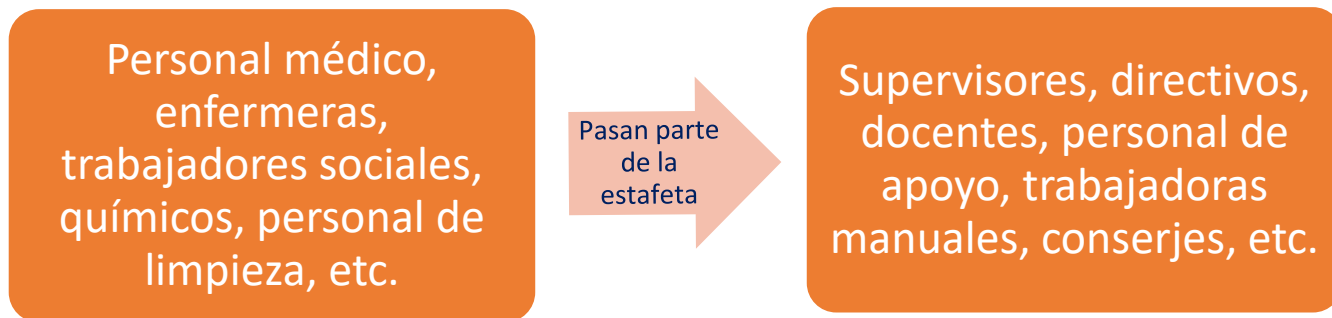 Personal médico,
enfermeras,
trabajadores sociales,
químicos, personal de
limpieza, etc.
Pasan parte
de la
estafeta
Supervisores, directivos,
docentes, personal de
apoyo, trabajadoras
manuales, conserjes, etc.